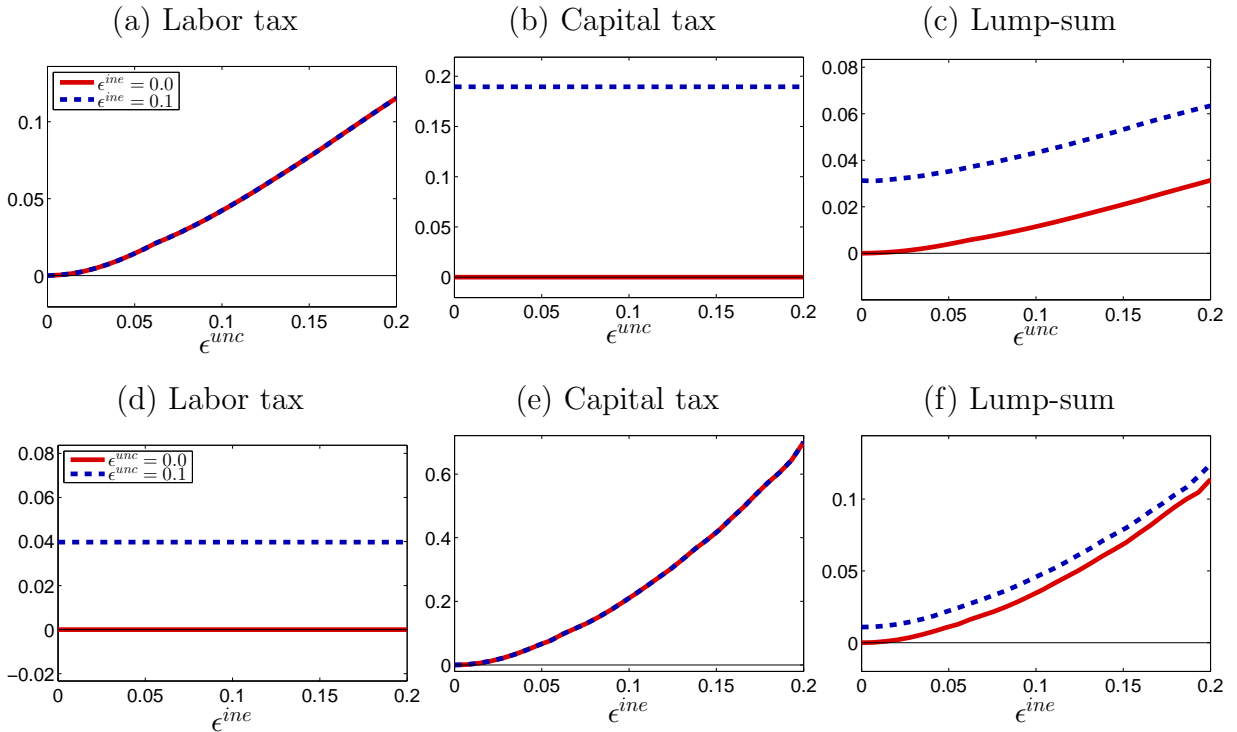 (a) Labor tax
(b) Capital tax
(c) Lump-sum
ϵ^{ine} = 0.0
ϵ^{ine} = 0.1
0.1
0.05
0
0 0.05 0.1 0.15 0.2
ϵ^{unc}
0.2
0.15
0.1
0.05
0
0 0.05 0.1 0.15 0.2
ϵ^{unc}
0.08
0.06
0.04
0.02
0
0 0.05 0.1 0.15 0.2
ϵ^{unc}
(d) Labor tax
(e) Capital tax
(f) Lump-sum
ϵ^{unc} = 0.0
ϵ^{unc} = 0.1
0.08
0.06
0.04
0.02
0
−0.02
0 0.05 0.1 0.15 0.2
ϵ^{ine}
0.6
0.4
0.2
0
0 0.05 0.1 0.15 0.2
ϵ^{ine}
0.1
0.05
0
0 0.05 0.1 0.15 0.2
ϵ^{ine}